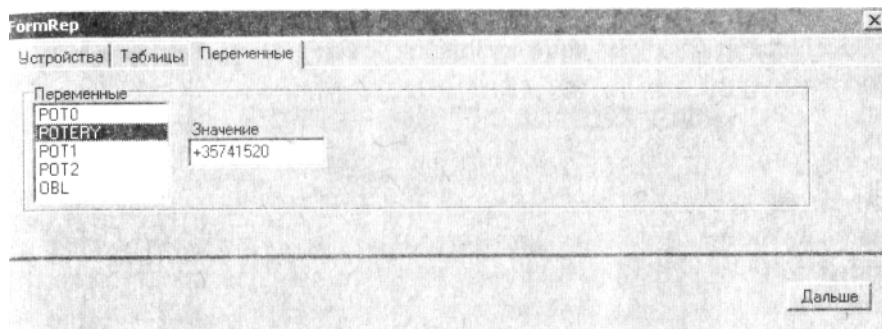 FormRep
Устройства Таблицы Переменные
Переменные
POT0
POTERY
POT1
POT2
OBL
Значение
+35741520
Дальше